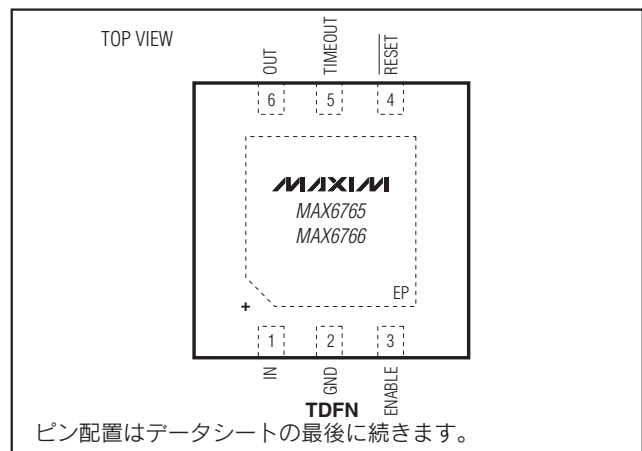 TOP VIEW
OUT
TIMEOUT
RESET
6
5
4
MAXIM
MAX6765
MAX6766
EP
+
1
2
3
IN
GND
ENABLE
TDFN
ピン配置はデータシートの最後に続きます。